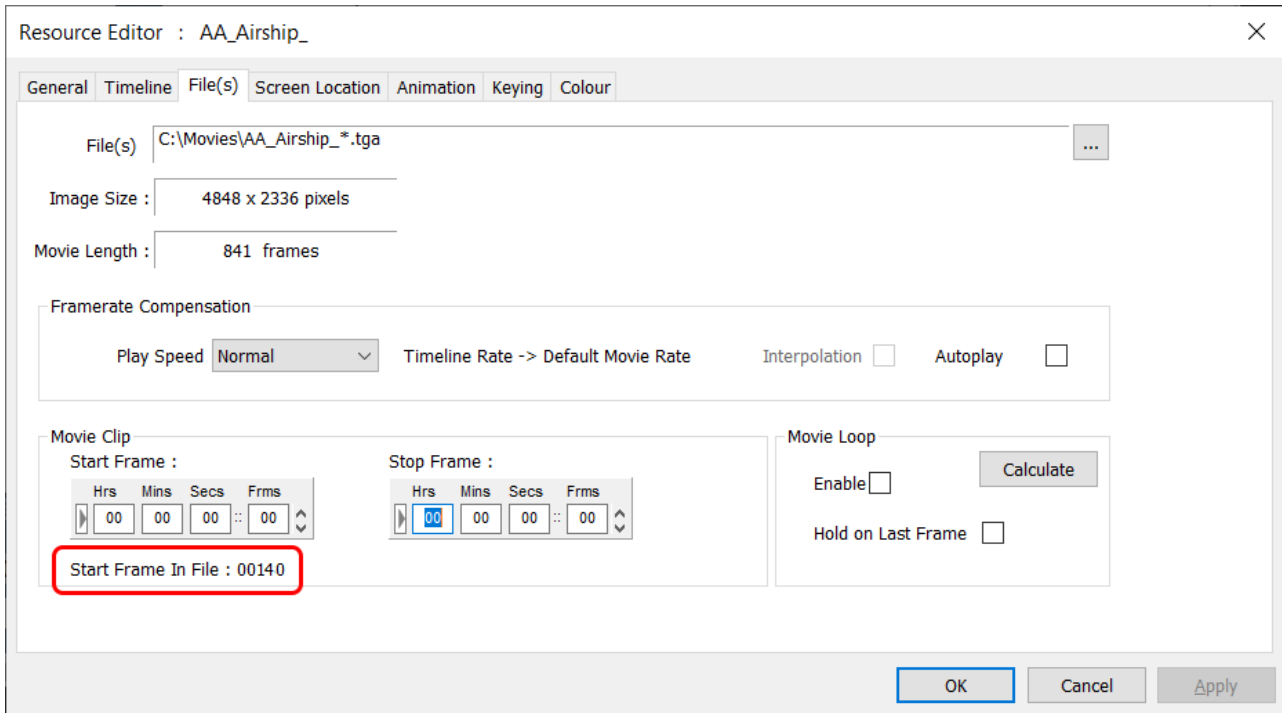 Resource Editor : AA_Airship_
General Timeline File(s) Screen Location Animation Keying Colour
File(s) C:\Movies\AA_Airship_*.tga ...
Image Size : 4848 x 2336 pixels
Movie Length : 841 frames
Framerate Compensation
Play Speed Normal Timeline Rate -> Default Movie Rate Interpolation Autoplay
Movie Clip
Start Frame : Stop Frame :
Hrs Mins Secs Frms Hrs Mins Secs Frms
00 00 00 :: 00 00 00 00 :: 00
Start Frame In File : 00140
Movie Loop
Calculate
Enable
Hold on Last Frame
OK Cancel Apply